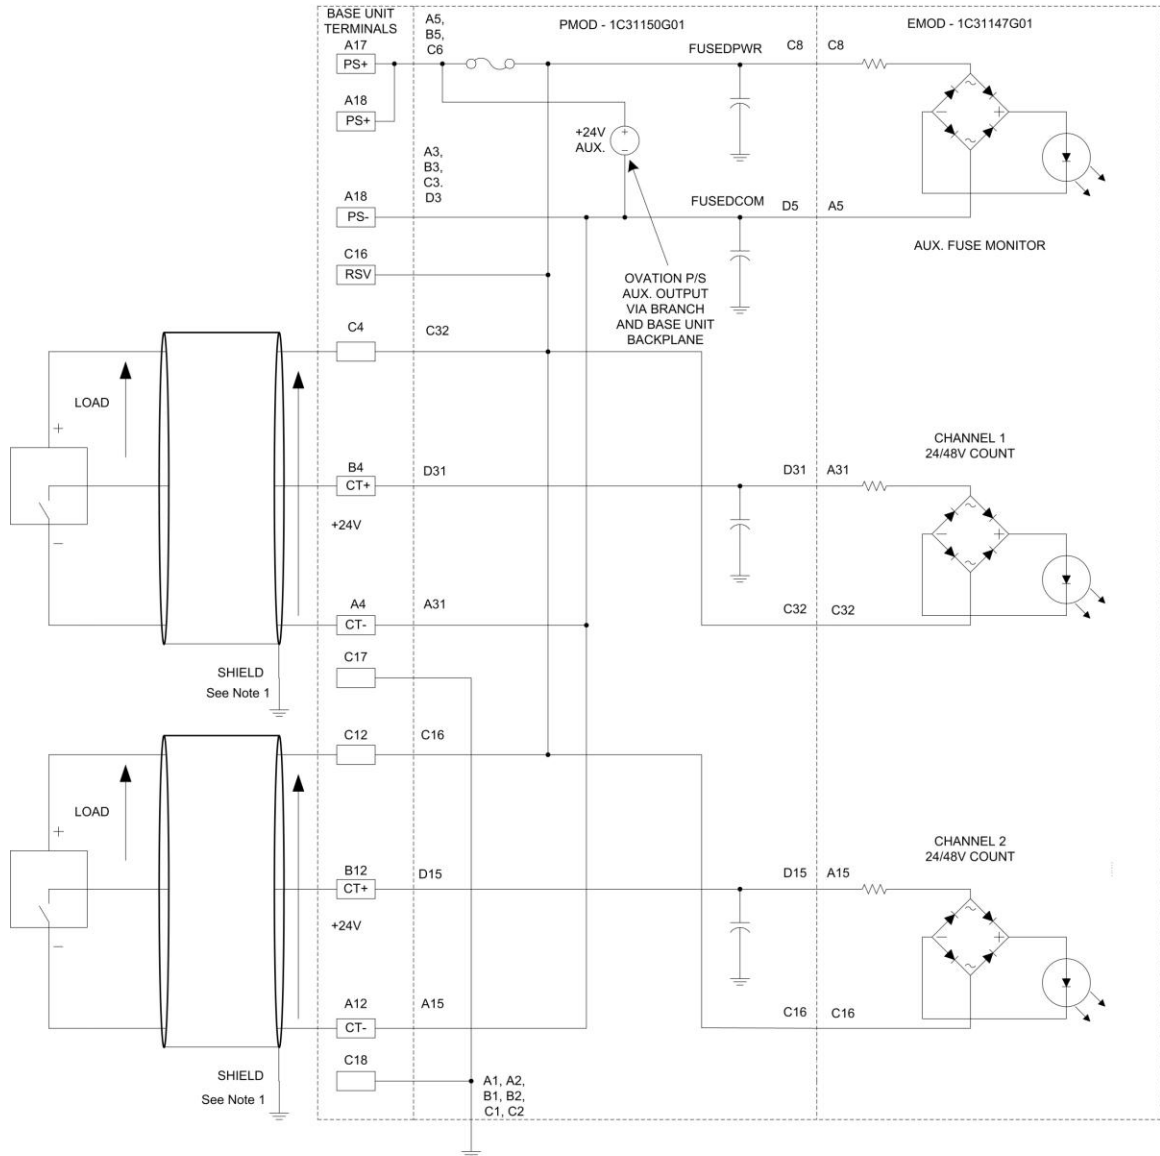 BASE UNIT
TERMINALS
A5,
B5,
C6
PMOD - 1C31150G01
EMOD - 1C31147G01
A17
PS+
FUSEDPWR
C8
C8
A18
PS+
+24V
AUX.
+
−
~
−
+
~
A3,
B3,
C3.
D3
A18
PS-
FUSEDCOM
D5
A5
AUX. FUSE MONITOR
C16
RSV
OVATION P/S
AUX. OUTPUT
VIA BRANCH
AND BASE UNIT
BACKPLANE
C4
C32
LOAD
+
−
CHANNEL 1
24/48V COUNT
B4
CT+
D31
D31
A31
+24V
~
−
+
~
A4
CT-
A31
C32
C32
C17
SHIELD
See Note 1
C12
C16
LOAD
+
−
CHANNEL 2
24/48V COUNT
B12
CT+
D15
D15
A15
+24V
~
−
+
~
A12
CT-
A15
C16
C16
C18
SHIELD
See Note 1
A1, A2,
B1, B2,
C1, C2